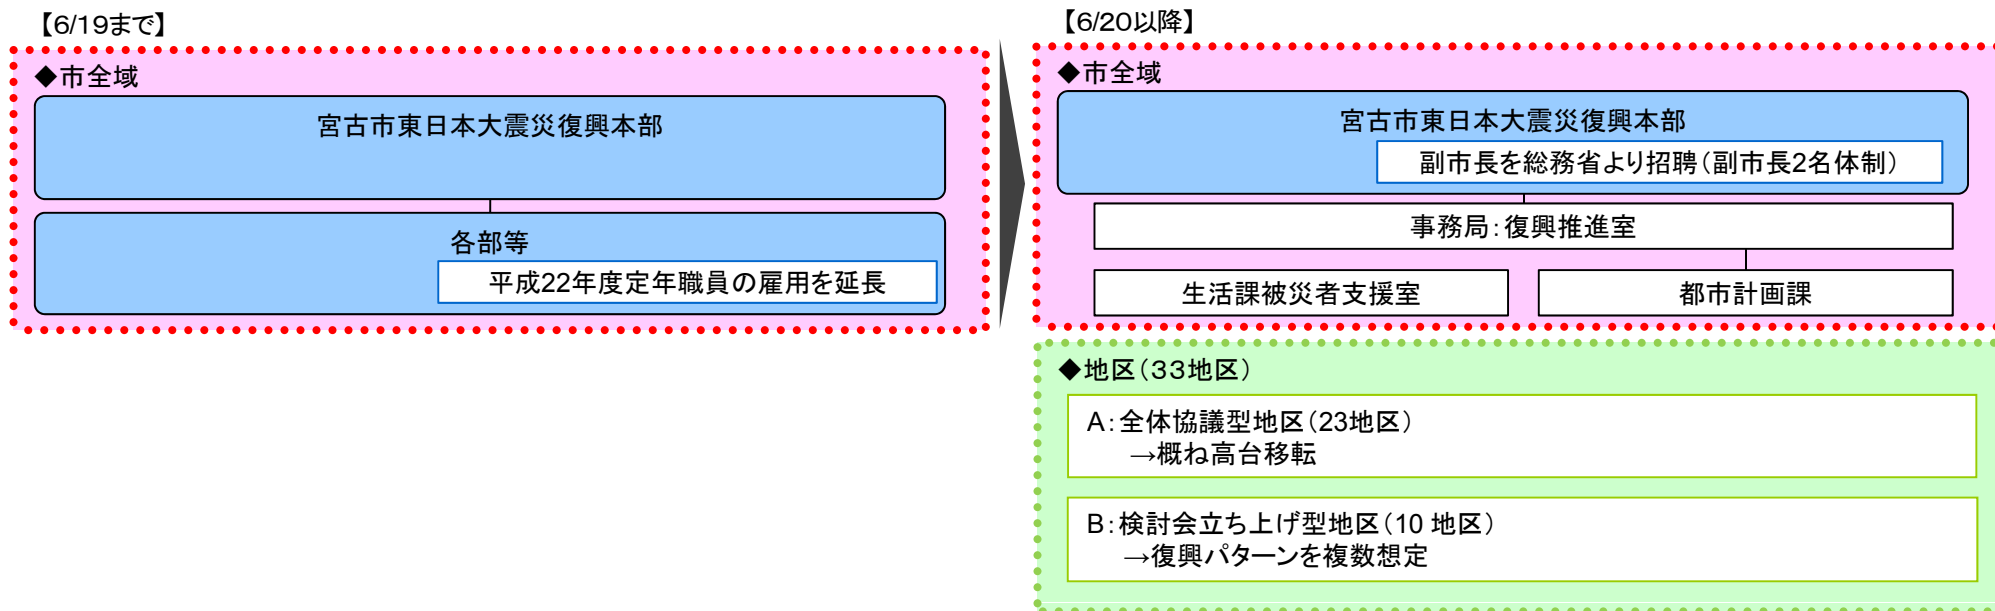 【6/19まで】
◆市全域
宮古市東日本大震災復興本部
各部等
平成22年度定年職員の雇用を延長
【6/20以降】
◆市全域
宮古市東日本大震災復興本部
副市長を総務省より招聘（副市長2名体制）
事務局：復興推進室
生活課被災者支援室
都市計画課
◆地区（３３地区）
A：全体協議型地区（23地区）
→概ね高台移転
B：検討会立ち上げ型地区（10 地区）
→復興パターンを複数想定